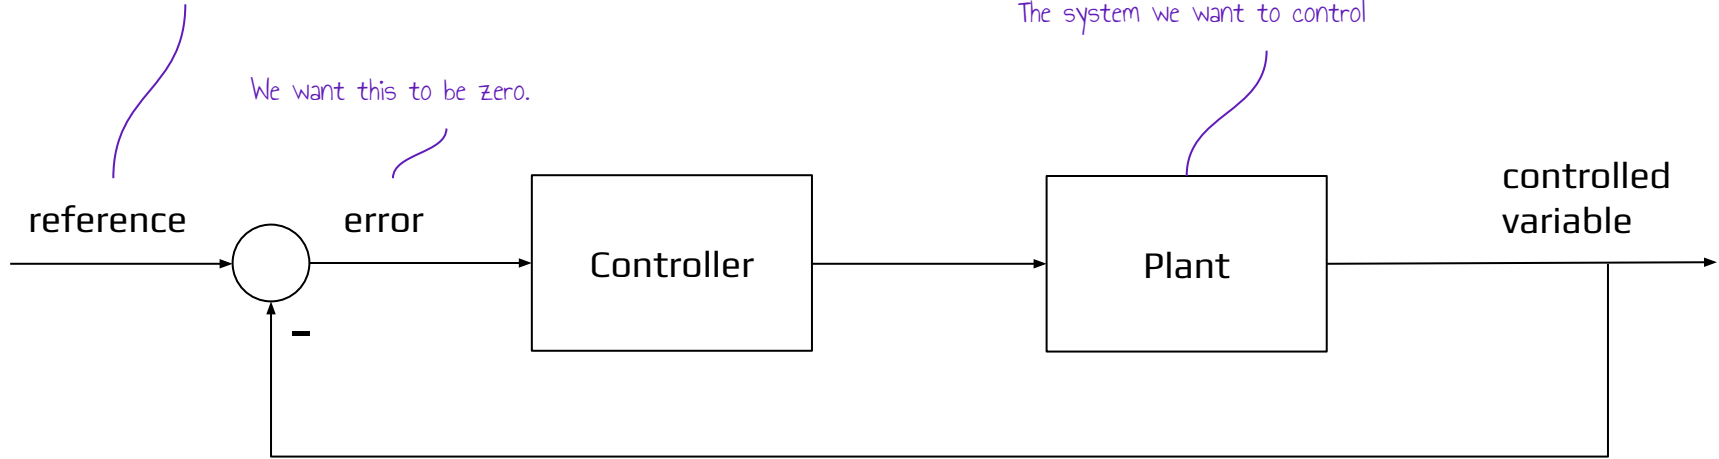 The system we want to control
We want this to be zero.
controlled
variable
reference
error
Controller
Plant
-